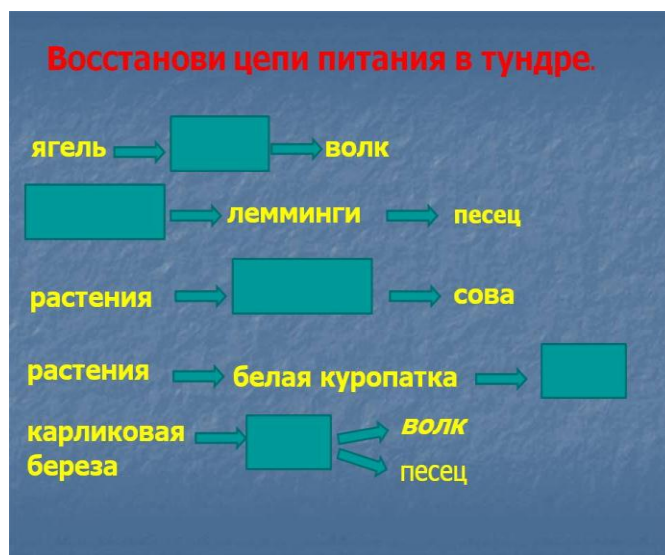 Восстанови цепи питания в тундре.
ягель волк
лемминги песец
растения сова
растения белая куропатка
карликовая волк
береза песец